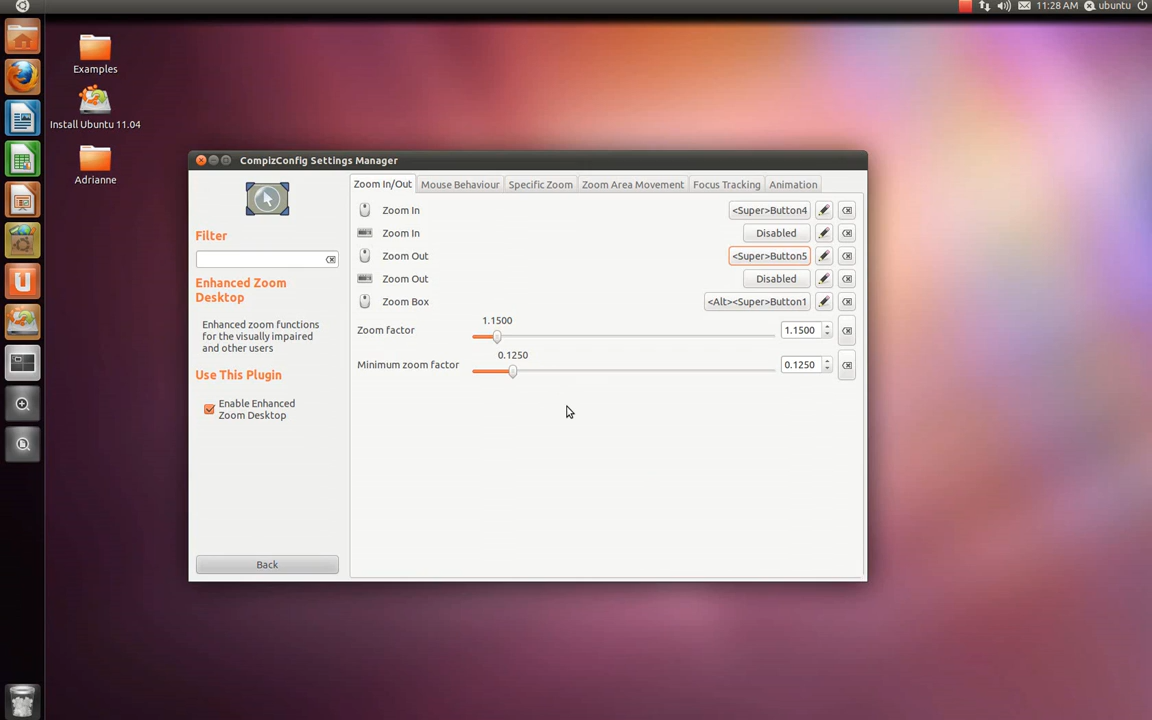 11:28 AM ubuntu
Examples
Install Ubuntu 11.04
Adrianne
CompizConfig Settings Manager
Filter
Enhanced Zoom
Desktop
Enhanced zoom functions
for the visually impaired
and other users
Use This Plugin
Enable Enhanced
Zoom Desktop
Back
Zoom In/Out Mouse Behaviour Specific Zoom Zoom Area Movement Focus Tracking Animation
Zoom In <Super>Button4
Zoom In Disabled
Zoom Out <Super>Button5
Zoom Out Disabled
Zoom Box <Alt><Super>Button1
1.1500
Zoom factor 1.1500
0.1250
Minimum zoom factor 0.1250